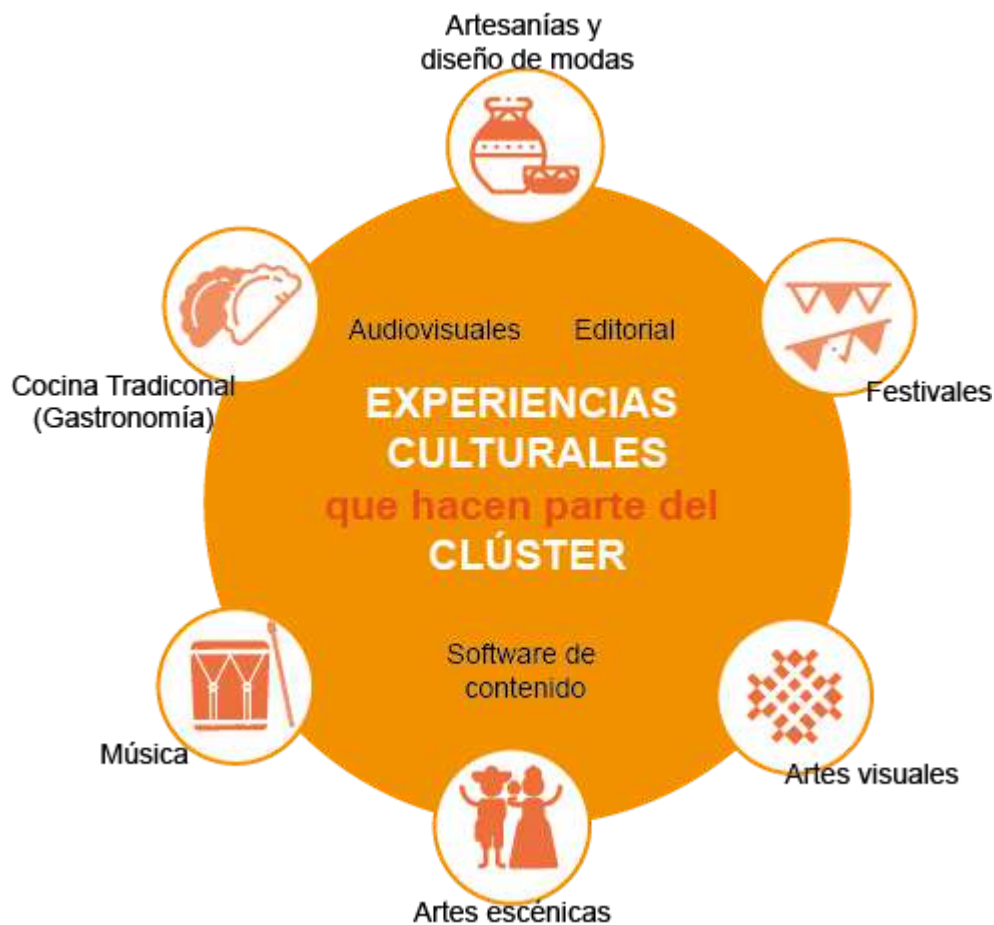 Artesanías y
diseño de modas
Audiovisuales
Editorial
Cocina Tradiconal
(Gastronomía)
Festivales
EXPERIENCIAS
CULTURALES
que hacen parte del
CLÚSTER
Software de
contenido
Música
Artes visuales
Artes escénicas